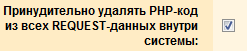 Принудительно удалять PHP-код
из всех REQUEST-данных внутри
системы: